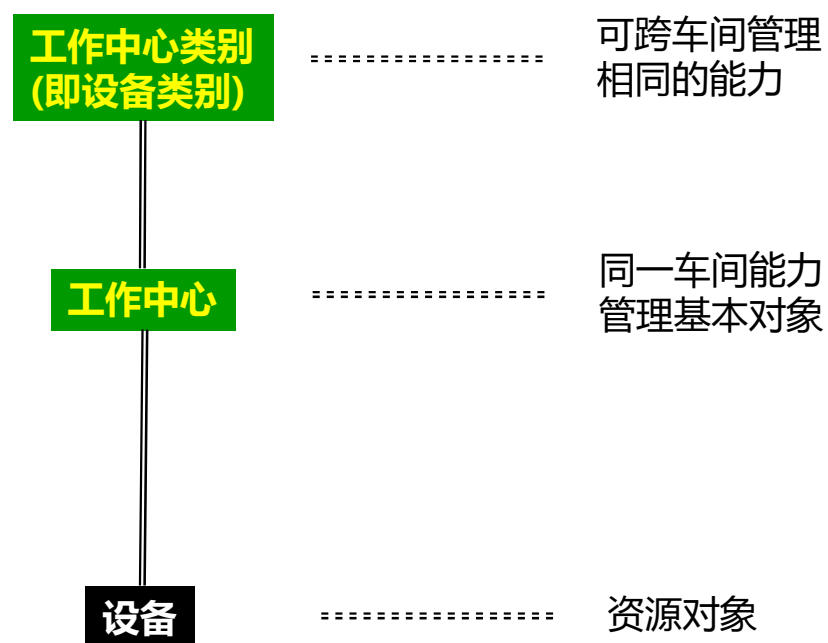 工作中心类别
(即设备类别)
可跨车间管理
相同的能力
工作中心
同一车间能力
管理基本对象
设备
资源对象